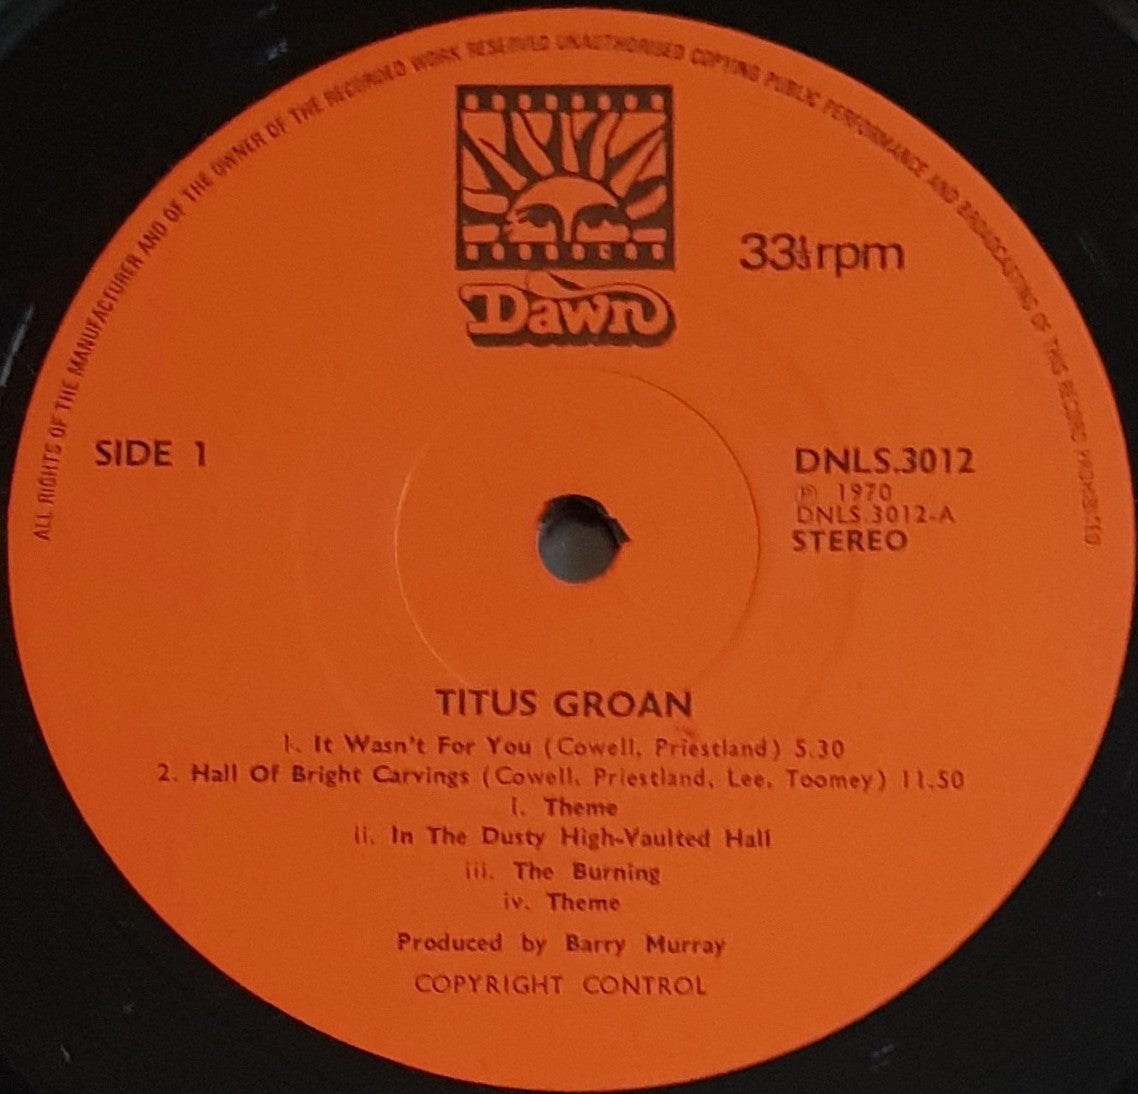 ALL RIGHTS OF THE MANUFACTURER AND OF THE OWNER OF THE RECORDED WORK RESERVED UNAUTHORISED COPYING PUBLIC PERFORMANCE AND BROADCASTING OF THIS RECORD PROHIBITED
Dawn
33⅓rpm
SIDE 1
DNLS.3012
℗ 1970
DNLS.3012-A
STEREO
TITUS GROAN
1. It Wasn't For You (Cowell, Priestland) 5.30
2. Hall Of Bright Carvings (Cowell, Priestland, Lee, Toomey) 11.50
i. Theme
ii. In The Dusty High-Vaulted Hall
iii. The Burning
iv. Theme
Produced by Barry Murray
COPYRIGHT CONTROL